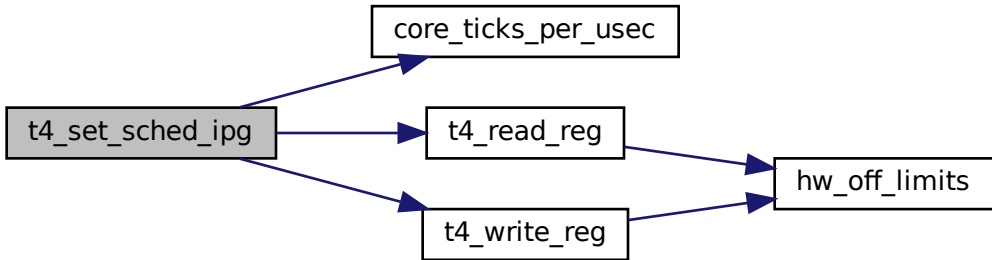 core_ticks_per_usec
t4_set_sched_ipg
t4_read_reg
hw_off_limits
t4_write_reg